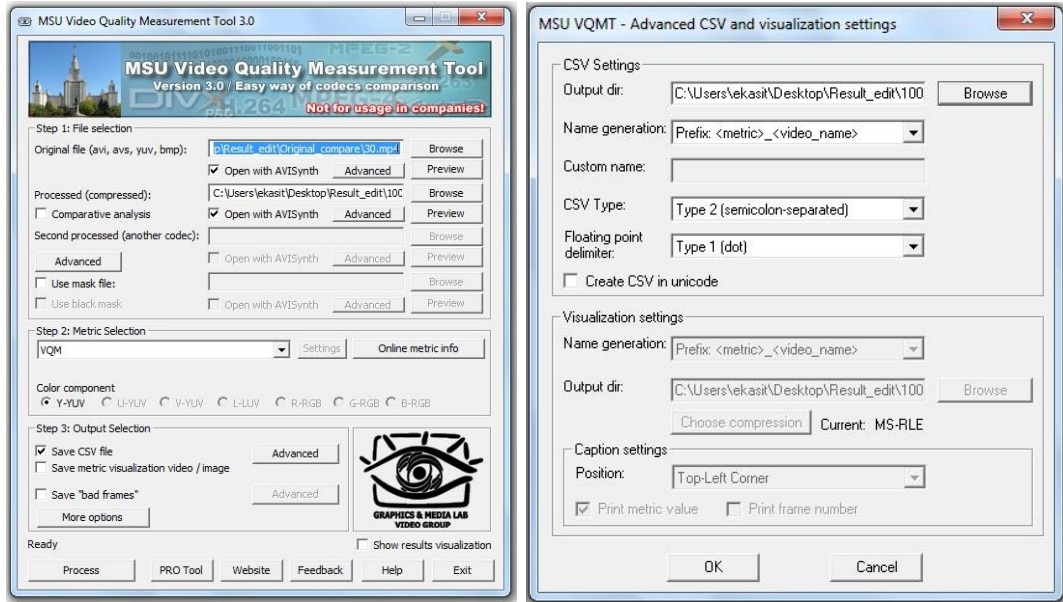 MSU Video Quality Measurement Tool 3.0
MPEG-2
MSU Video Quality Measurement Tool
Version 3.0 / Easy way of codecs comparison
Not for usage in companies!
Step 1: File selection
Original file (avi, avs, yuv, bmp): p\Result_edit\Original_compare\30.mp4 Browse
Open with AVISynth Advanced Preview
Processed (compressed): C:\Users\ekasit\Desktop\Result_edit\100 Browse
Comparative analysis Open with AVISynth Advanced Preview
Second processed (another codec): Browse
Advanced Open with AVISynth Advanced Preview
Use mask file: Browse
Use black mask Open with AVISynth Advanced Preview
Step 2: Metric Selection
VQM Settings Online metric info
Color component
Y-YUV U-YUV V-YUV L-LUV R-RGB G-RGB B-RGB
Step 3: Output Selection
Save CSV file Advanced
Save metric visualization video / image
Save "bad frames" Advanced
More options
GRAPHICS & MEDIA LAB
VIDEO GROUP
Ready Show results visualization
Process PRO Tool Website Feedback Help Exit
MSU VQMT - Advanced CSV and visualization settings
CSV Settings
Output dir: C:\Users\ekasit\Desktop\Result_edit\100 Browse
Name generation: Prefix: <metric>_<video_name>
Custom name:
CSV Type: Type 2 (semicolon-separated)
Floating point
delimiter: Type 1 (dot)
Create CSV in unicode
Visualization settings
Name generation: Prefix: <metric>_<video_name>
Output dir: C:\Users\ekasit\Desktop\Result_edit\100 Browse
Choose compression Current: MS-RLE
Caption settings
Position: Top-Left Corner
Print metric value Print frame number
OK Cancel